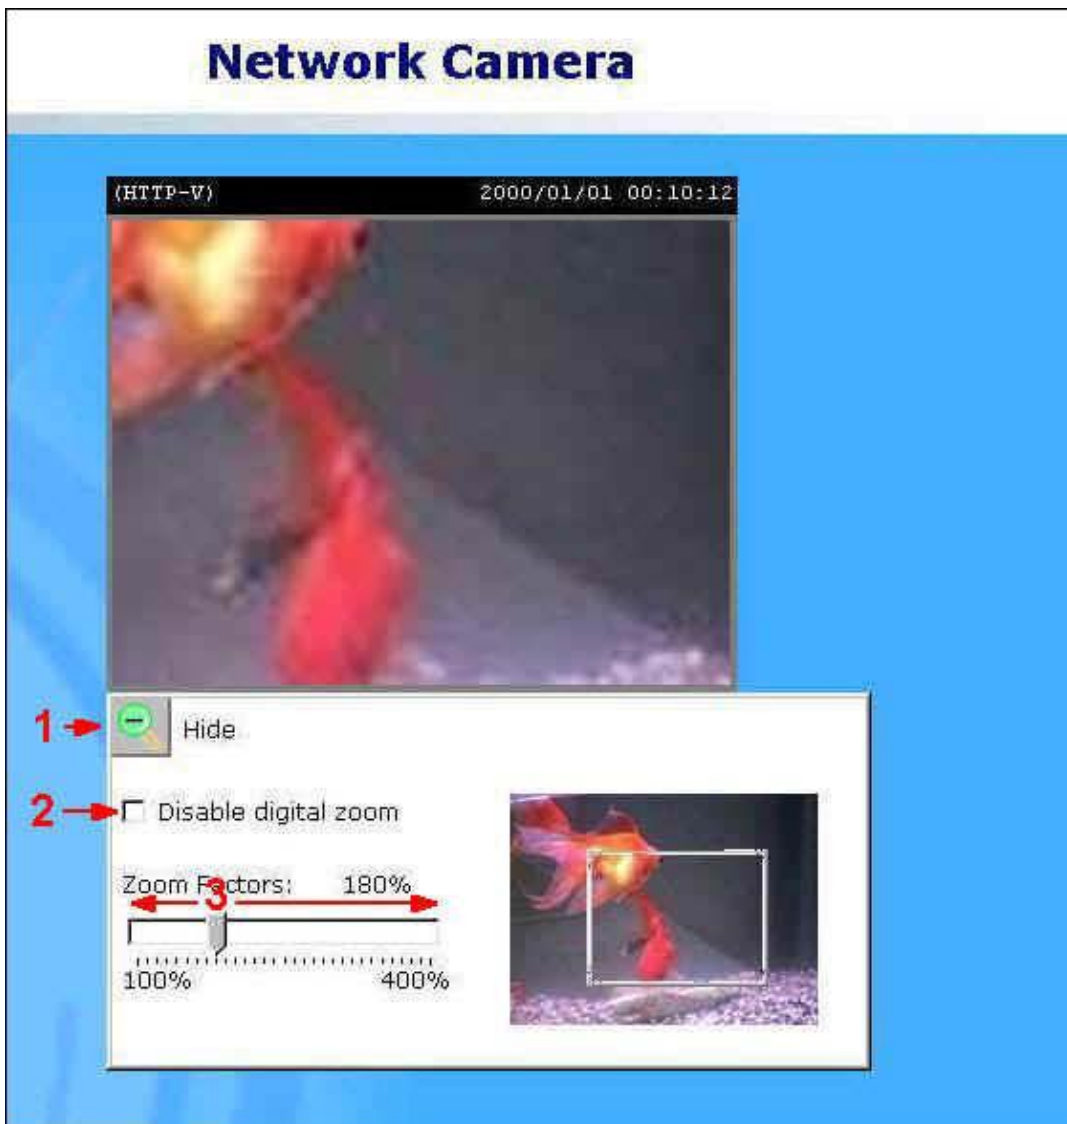 Network Camera
(HTTP-V) 2000/01/01 00:10:12
1 Hide
2 Disable digital zoom
Zoom Factors: 180%
3
100% 400%